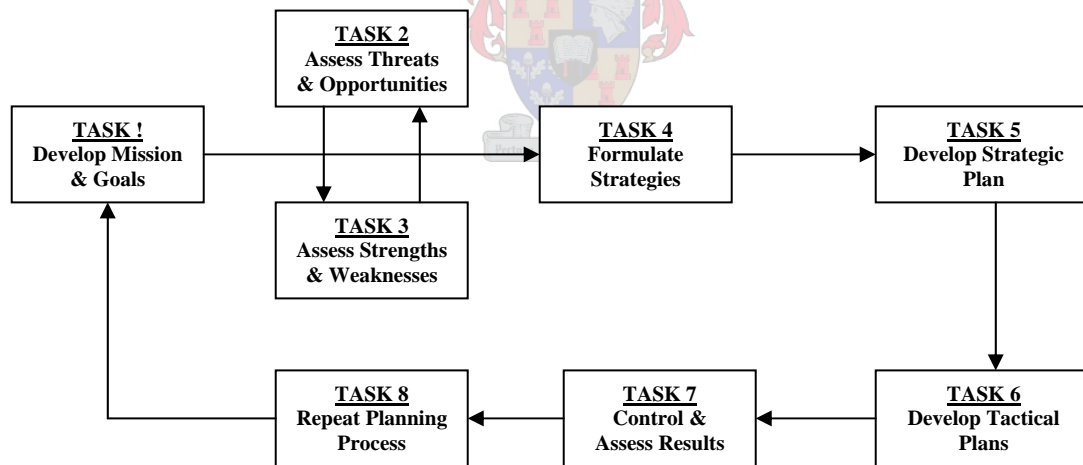 TASK 2
Assess Threats
& Opportunities
TASK !
Develop Mission
& Goals
TASK 4
Formulate
Strategies
TASK 5
Develop Strategic
Plan
TASK 3
Assess Strengths
& Weaknesses
TASK 8
Repeat Planning
Process
TASK 7
Control &
Assess Results
TASK 6
Develop Tactical
Plans